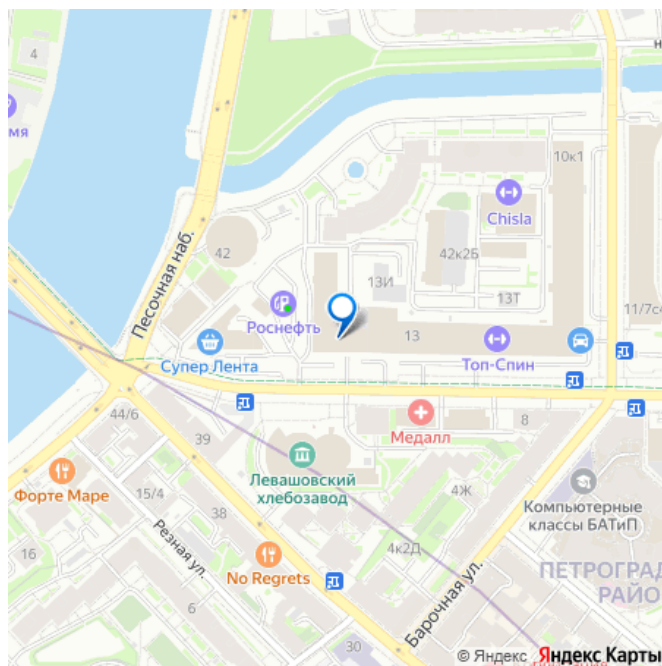 4
мя
10к1
Chisla
Песочная наб.
42
42к2Б
13И
13Т
11/7с
Роснефть
13
Супер Лента
Топ-Спин
44/6
Медалл
8
39
Левашовский
хлебозавод
4Ж
Форте Маре
15/4
Компьютерные
классы БАТиП
38
Резная ул.
16
4к2Д
No Regrets
ПЕТРОГРАД
РАЙО
Барочная ул.
6
30
© Яндекс Яндекс Карты